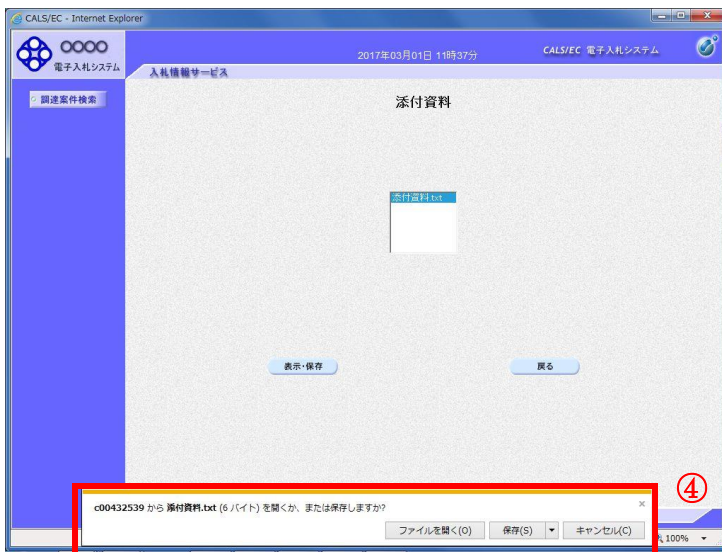 CALS/EC - Internet Explorer
OOOO
電子入札システム
2017年03月01日 11時37分
CALS/EC 電子入札システム
入札情報サービス
調達案件検索
添付資料
添付資料.txt
表示・保存
戻る
④
c00432539 から 添付資料.txt (6 バイト) を開くか、または保存しますか?
×
ファイルを開く(O)
保存(S)
キャンセル(C)
100%